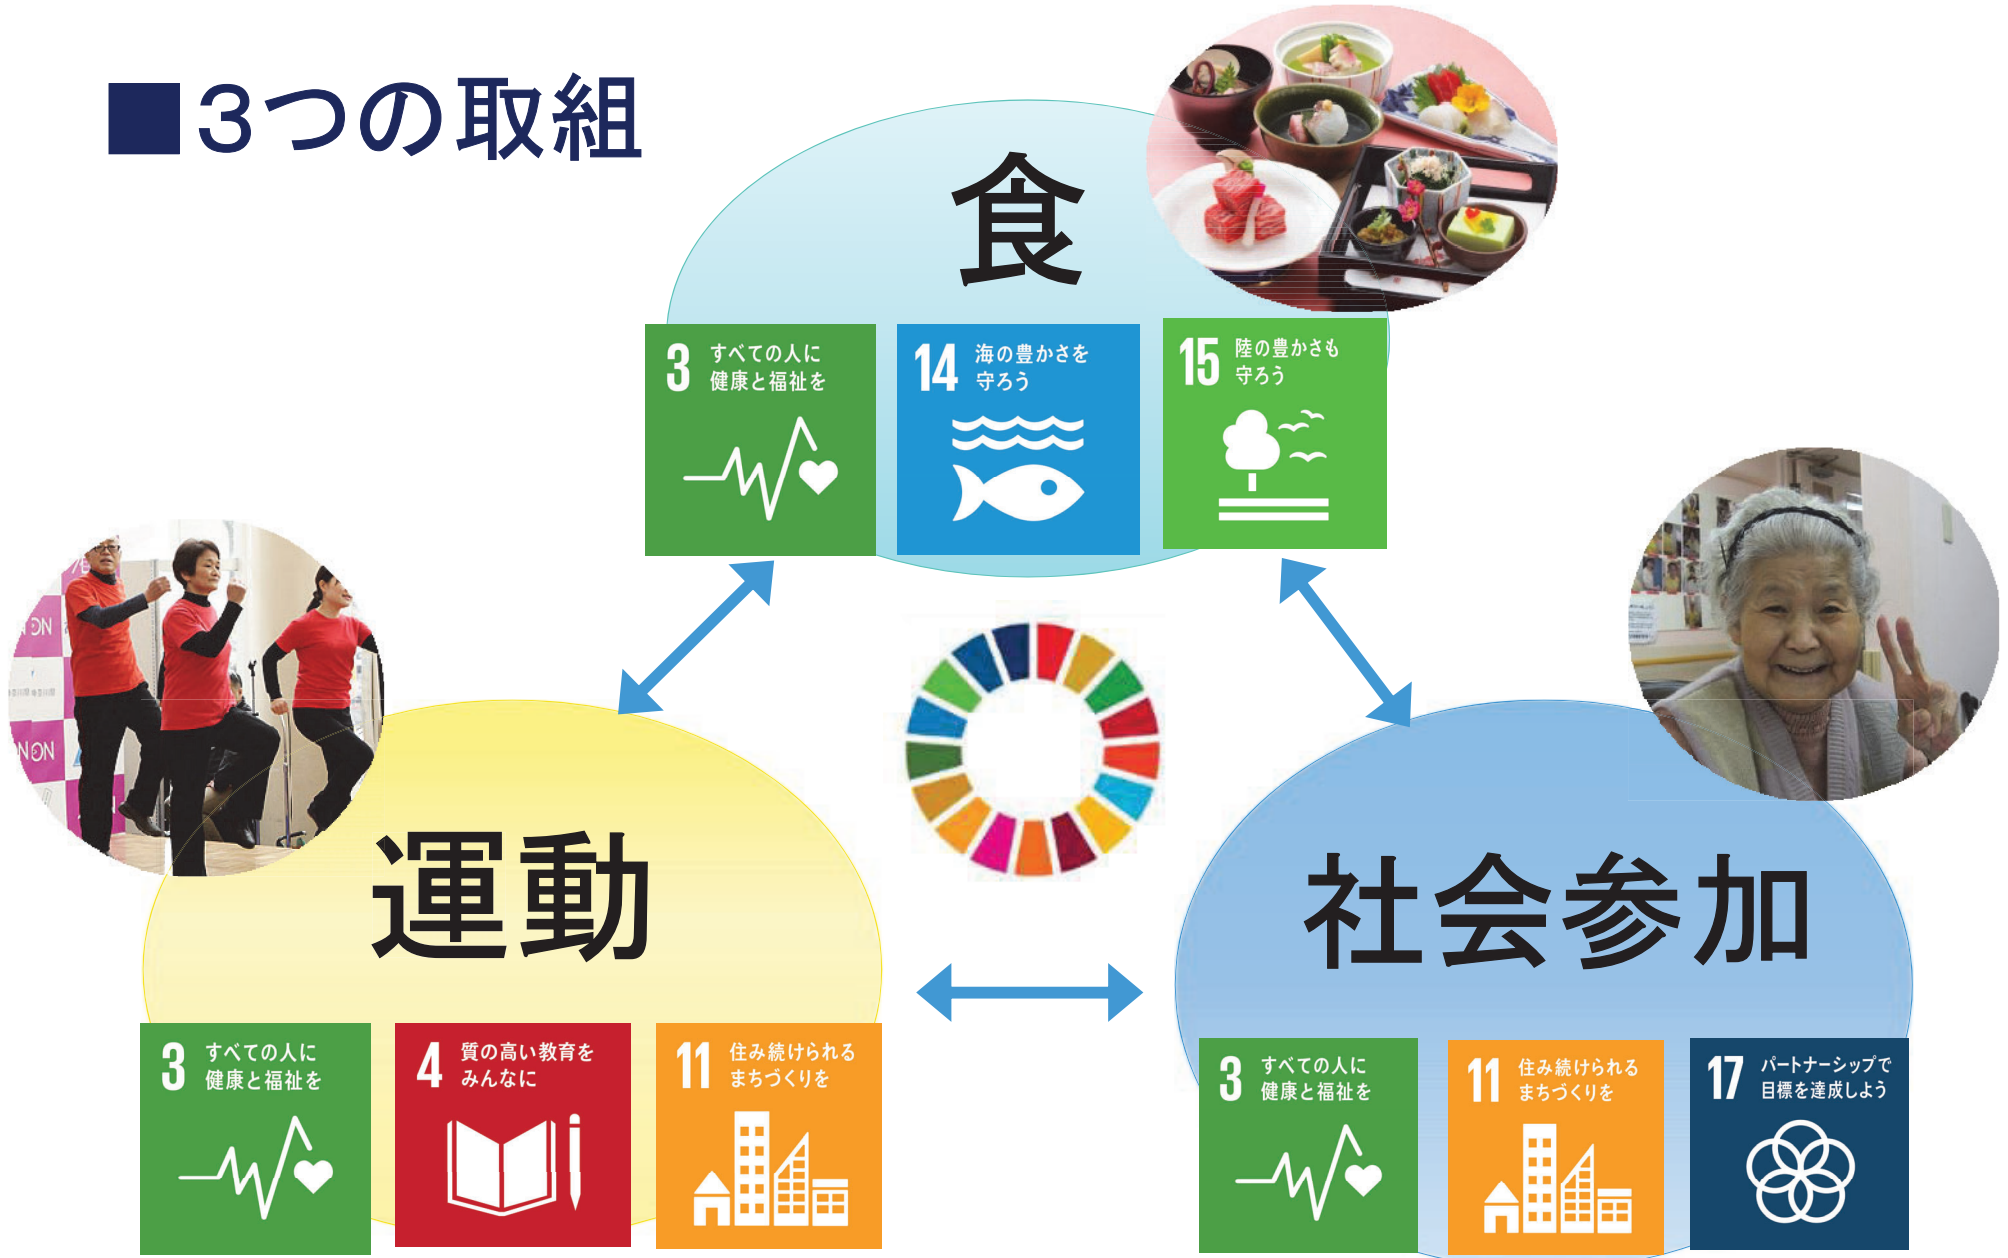 ■3つの取組
食
3 すべての人に
健康と福祉を
14 海の豊かさを
守ろう
15 陸の豊かさも
守ろう
運動
3 すべての人に
健康と福祉を
4 質の高い教育を
みんなに
11 住み続けられる
まちづくりを
社会参加
3 すべての人に
健康と福祉を
11 住み続けられる
まちづくりを
17 パートナーシップで
目標を達成しよう